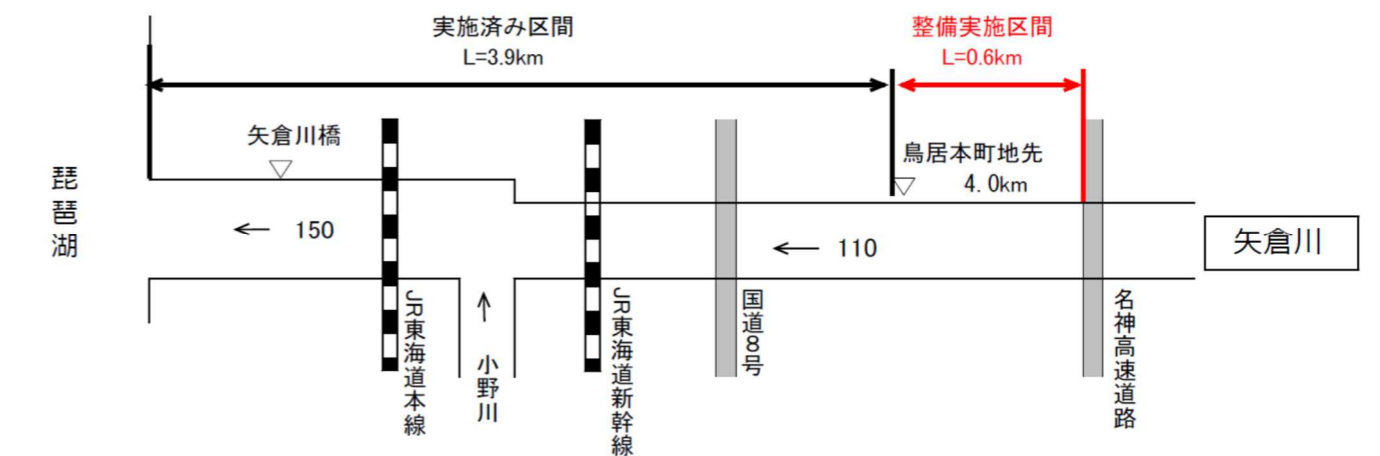 実施済み区間
L=3.9km
整備実施区間
L=0.6km
矢倉川橋
鳥居本町地先
4.0km
琵琶湖
← 150
← 110
矢倉川
JR東海道本線
↑
小野川
JR東海道新幹線
国道8号
名神高速道路